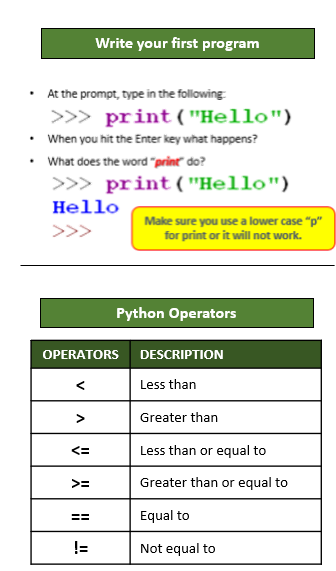 Write your first program
• At the prompt, type in the following:
>>> print("Hello")
• When you hit the Enter key what happens?
• What does the word "print" do?
>>> print("Hello")
Hello
>>>
Make sure you use a lower case "p"
for print or it will not work.
Python Operators
OPERATORS DESCRIPTION
< Less than
> Greater than
<= Less than or equal to
>= Greater than or equal to
== Equal to
!= Not equal to